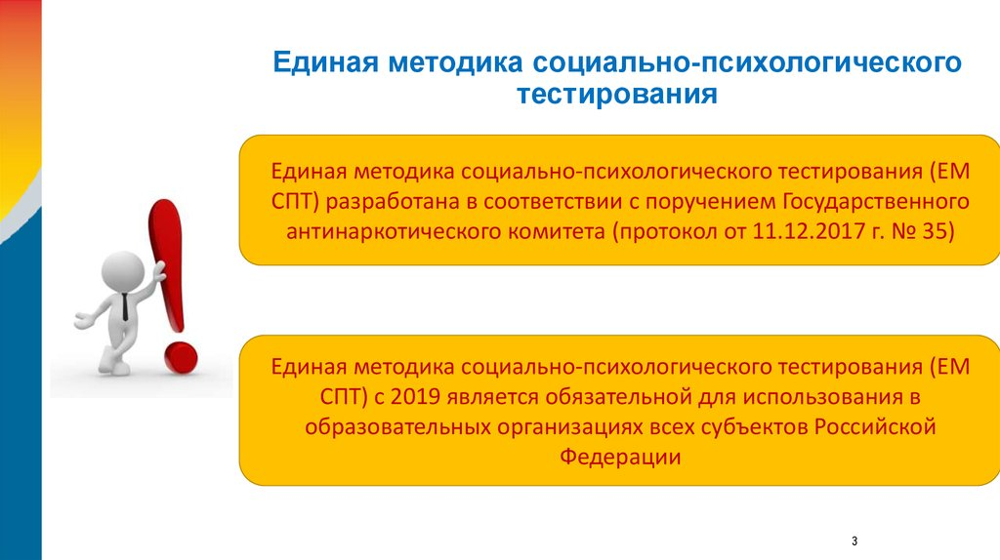 Единая методика социально-психологического
тестирования
Единая методика социально-психологического тестирования (ЕМ
СПТ) разработана в соответствии с поручением Государственного
антинаркотического комитета (протокол от 11.12.2017 г. № 35)
Единая методика социально-психологического тестирования (ЕМ
СПТ) с 2019 является обязательной для использования в
образовательных организациях всех субъектов Российской
Федерации
3